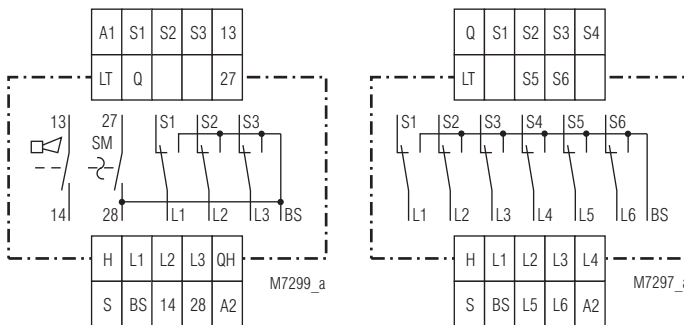 A1 S1 S2 S3 13
LT Q 27
13 27 S1 S2 S3
SM
14 28 L1 L2 L3 BS
H L1 L2 L3 QH
S BS 14 28 A2
M7299_a
Q S1 S2 S3 S4
LT S5 S6
S1 S2 S3 S4 S5 S6
L1 L2 L3 L4 L5 L6 BS
H L1 L2 L3 L4
S BS L5 L6 A2
M7297_a